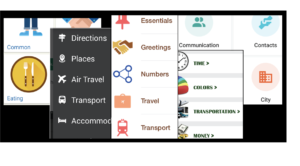 Common
Eating
Directions
Places
Air Travel
Transport
Accommod
Essentials
Greetings
Numbers
Travel
Transport
Communication
Contacts
City
TIME >
COLORS >
TRANSPORTATION >
MONEY >